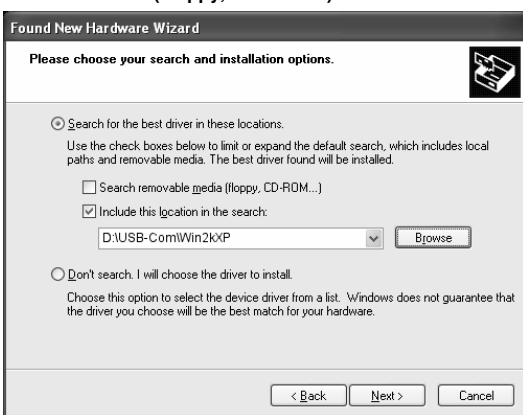 Found New Hardware Wizard
Please choose your search and installation options.
Search for the best driver in these locations.
Use the check boxes below to limit or expand the default search, which includes local
paths and removable media. The best driver found will be installed.
Search removable media (floppy, CD-ROM...)
Include this location in the search:
D:\USB-Com\Win2kXP
Browse
Don't search. I will choose the driver to install.
Choose this option to select the device driver from a list. Windows does not guarantee that
the driver you choose will be the best match for your hardware.
< Back
Next >
Cancel